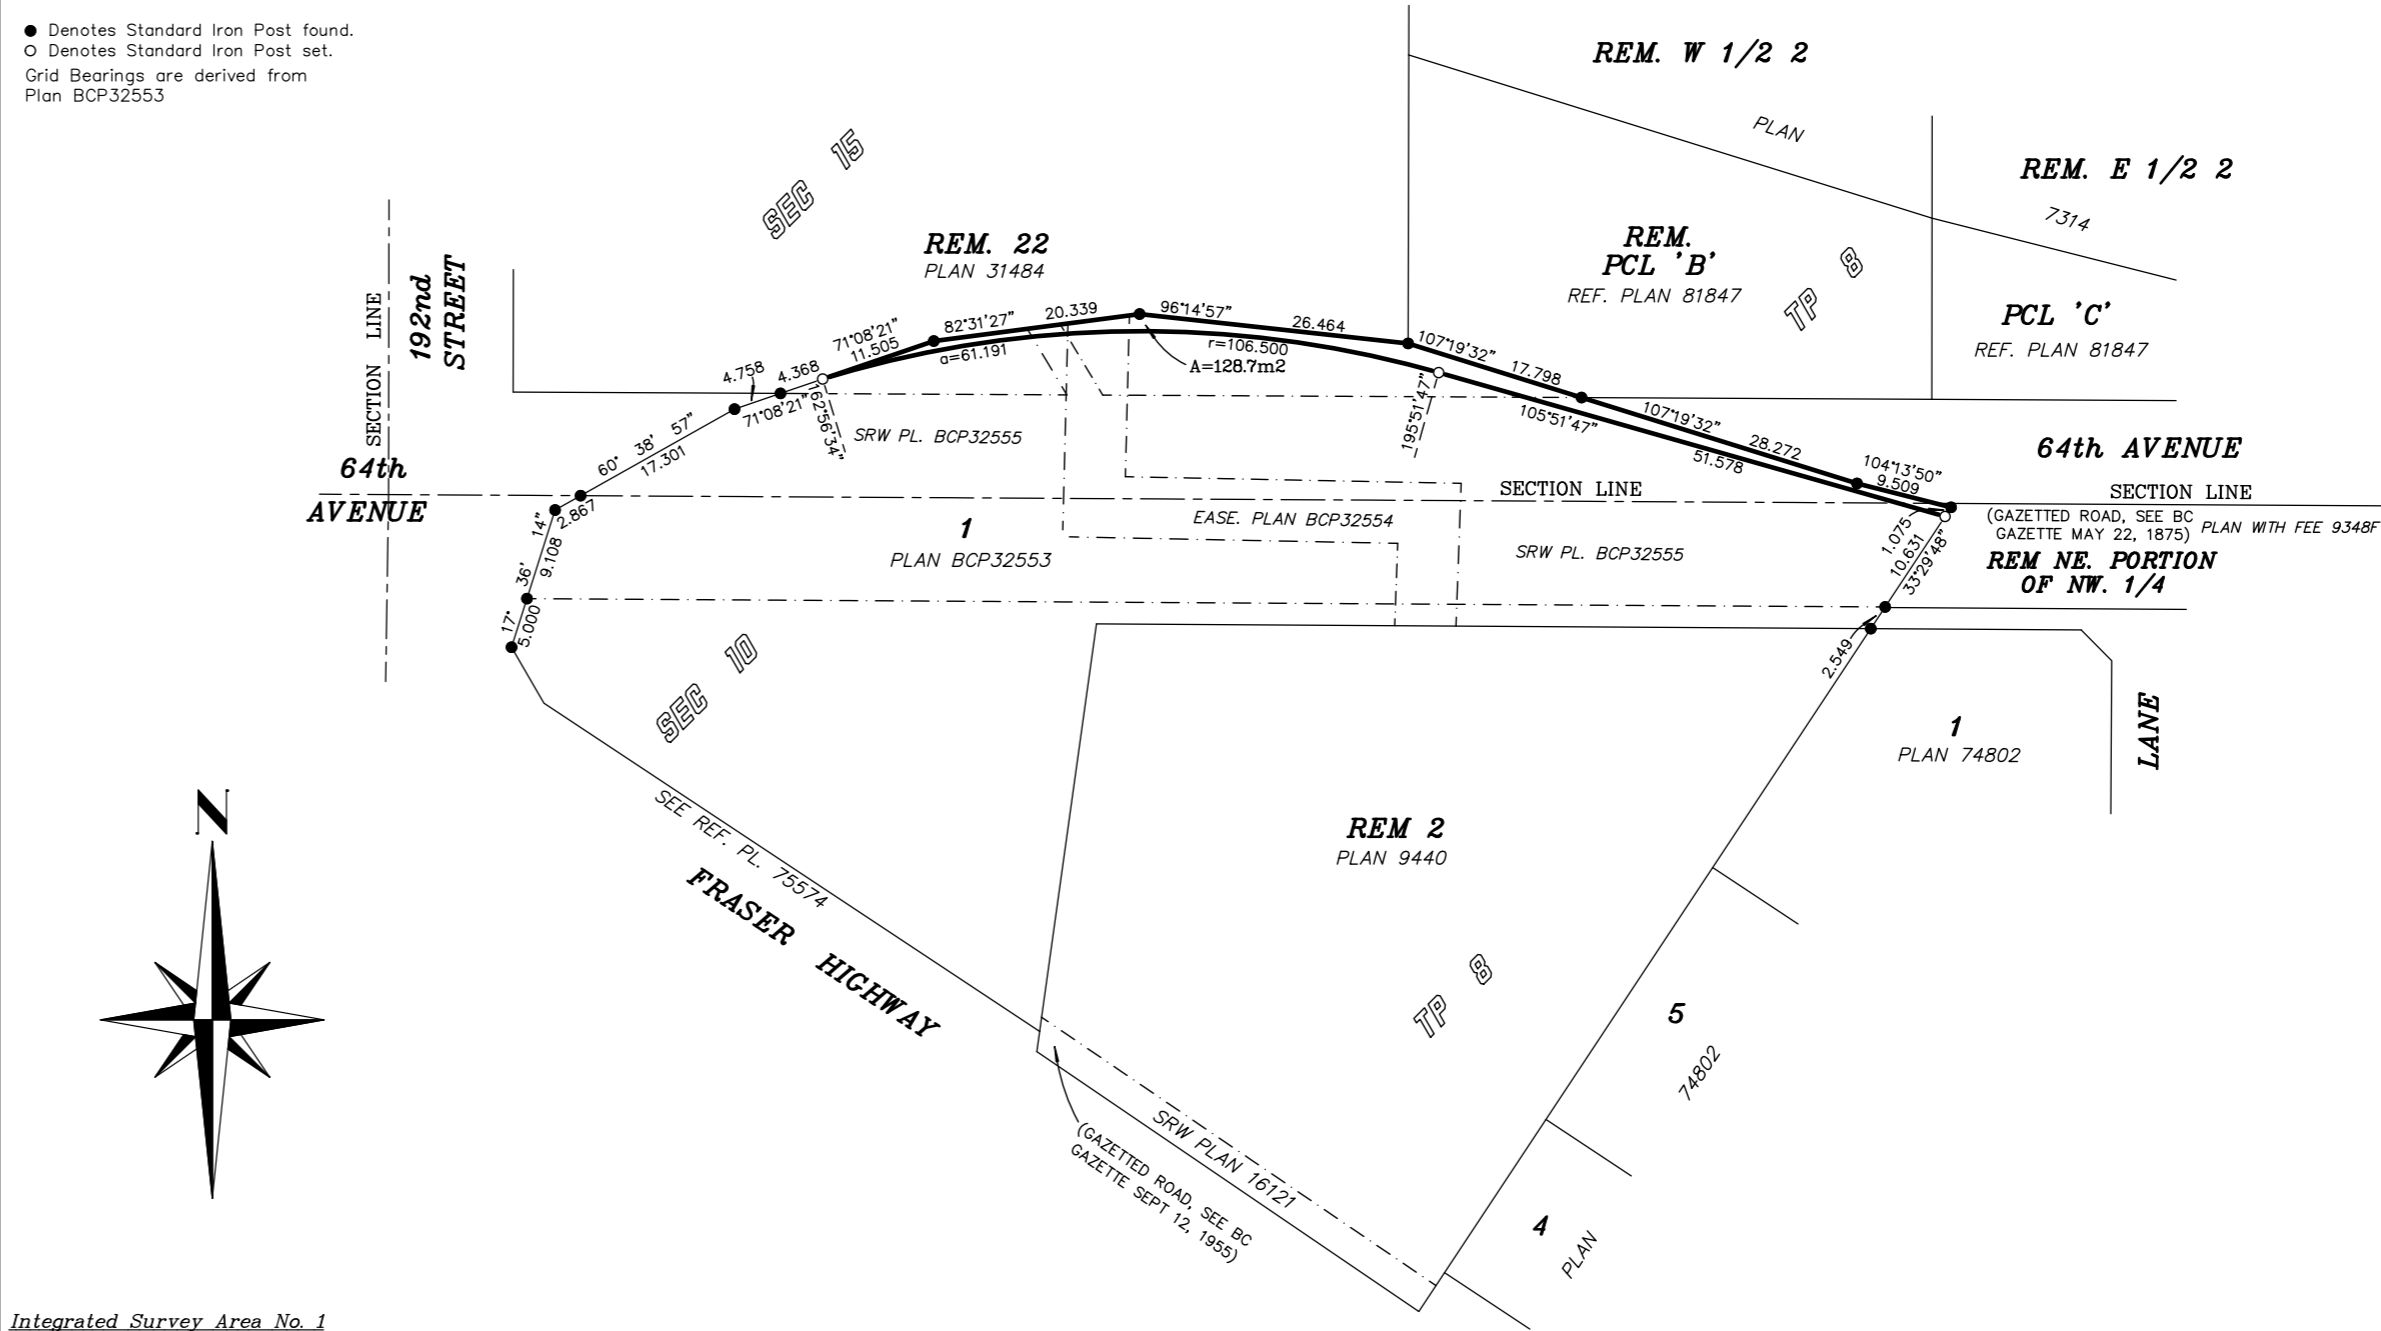 ● Denotes Standard Iron Post found.
○ Denotes Standard Iron Post set.
Grid Bearings are derived from
Plan BCP32553
REM. W 1/2 2
PLAN
REM. E 1/2 2
7314
SEC 15
REM. 22
PLAN 31484
REM.
PCL 'B'
REF. PLAN 81847
TP 8
PCL 'C'
REF. PLAN 81847
SECTION LINE
192nd
STREET
71°08'21"
11.505
82°31'27"
20.339
96°14'57"
26.464
107°19'32"
17.798
a=61.191
r=106.500
A=128.7m2
4.758
4.368
71°08'21"
162°56'34"
195°51'47"
60° 38' 57"
17.301
SRW PL. BCP32555
105°51'47"
51.578
107°19'32"
28.272
104°13'50"
9.509
64th AVENUE
64th
AVENUE
SECTION LINE
SECTION LINE
2.867
17° 36' 14"
9.108
5.000
1
PLAN BCP32553
EASE. PLAN BCP32554
SRW PL. BCP32555
1.075
10.631
33°29'48"
2.549
(GAZETTED ROAD, SEE BC
GAZETTE MAY 22, 1875)
PLAN WITH FEE 9348F
REM NE. PORTION
OF NW. 1/4
SEC 10
1
PLAN 74802
LANE
N
SEE REF. PL. 75574
FRASER HIGHWAY
REM 2
PLAN 9440
TP 8
5
74802
SRW PLAN 16121
(GAZETTED ROAD, SEE BC
GAZETTE SEPT 12, 1955)
4
PLAN
Integrated Survey Area No. 1